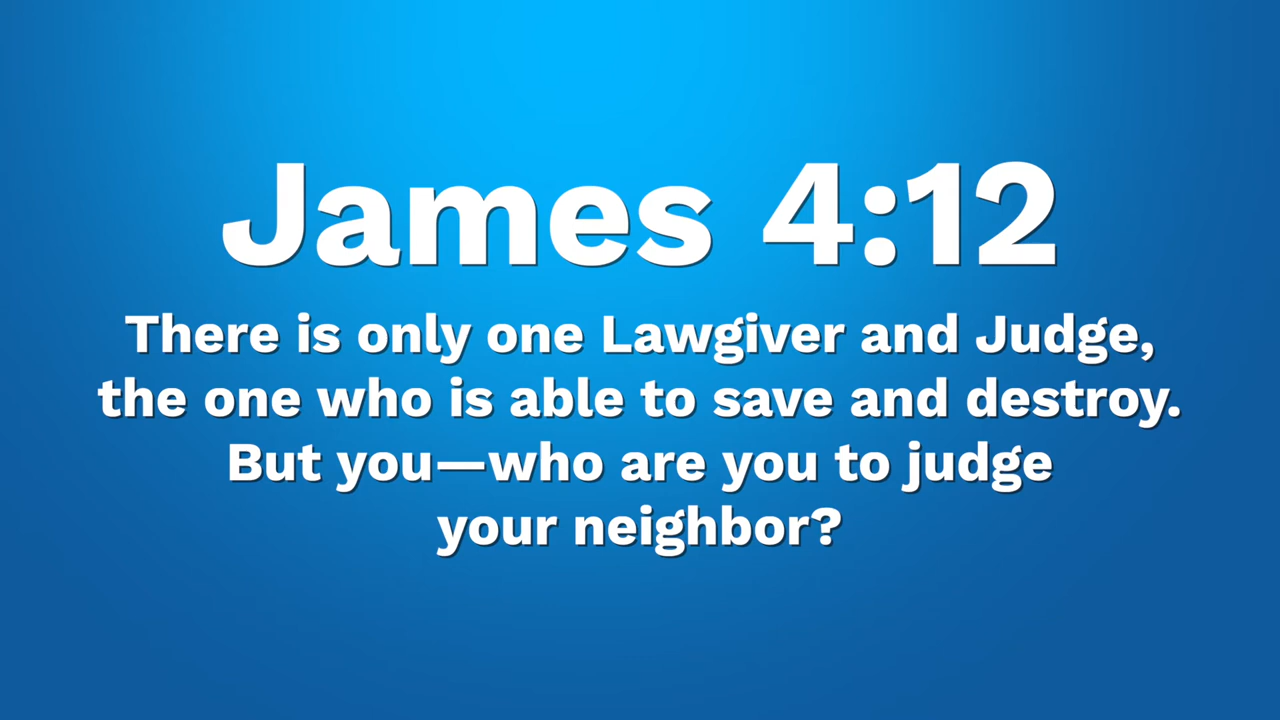 James 4:12
There is only one Lawgiver and Judge,
the one who is able to save and destroy.
But you—who are you to judge
your neighbor?